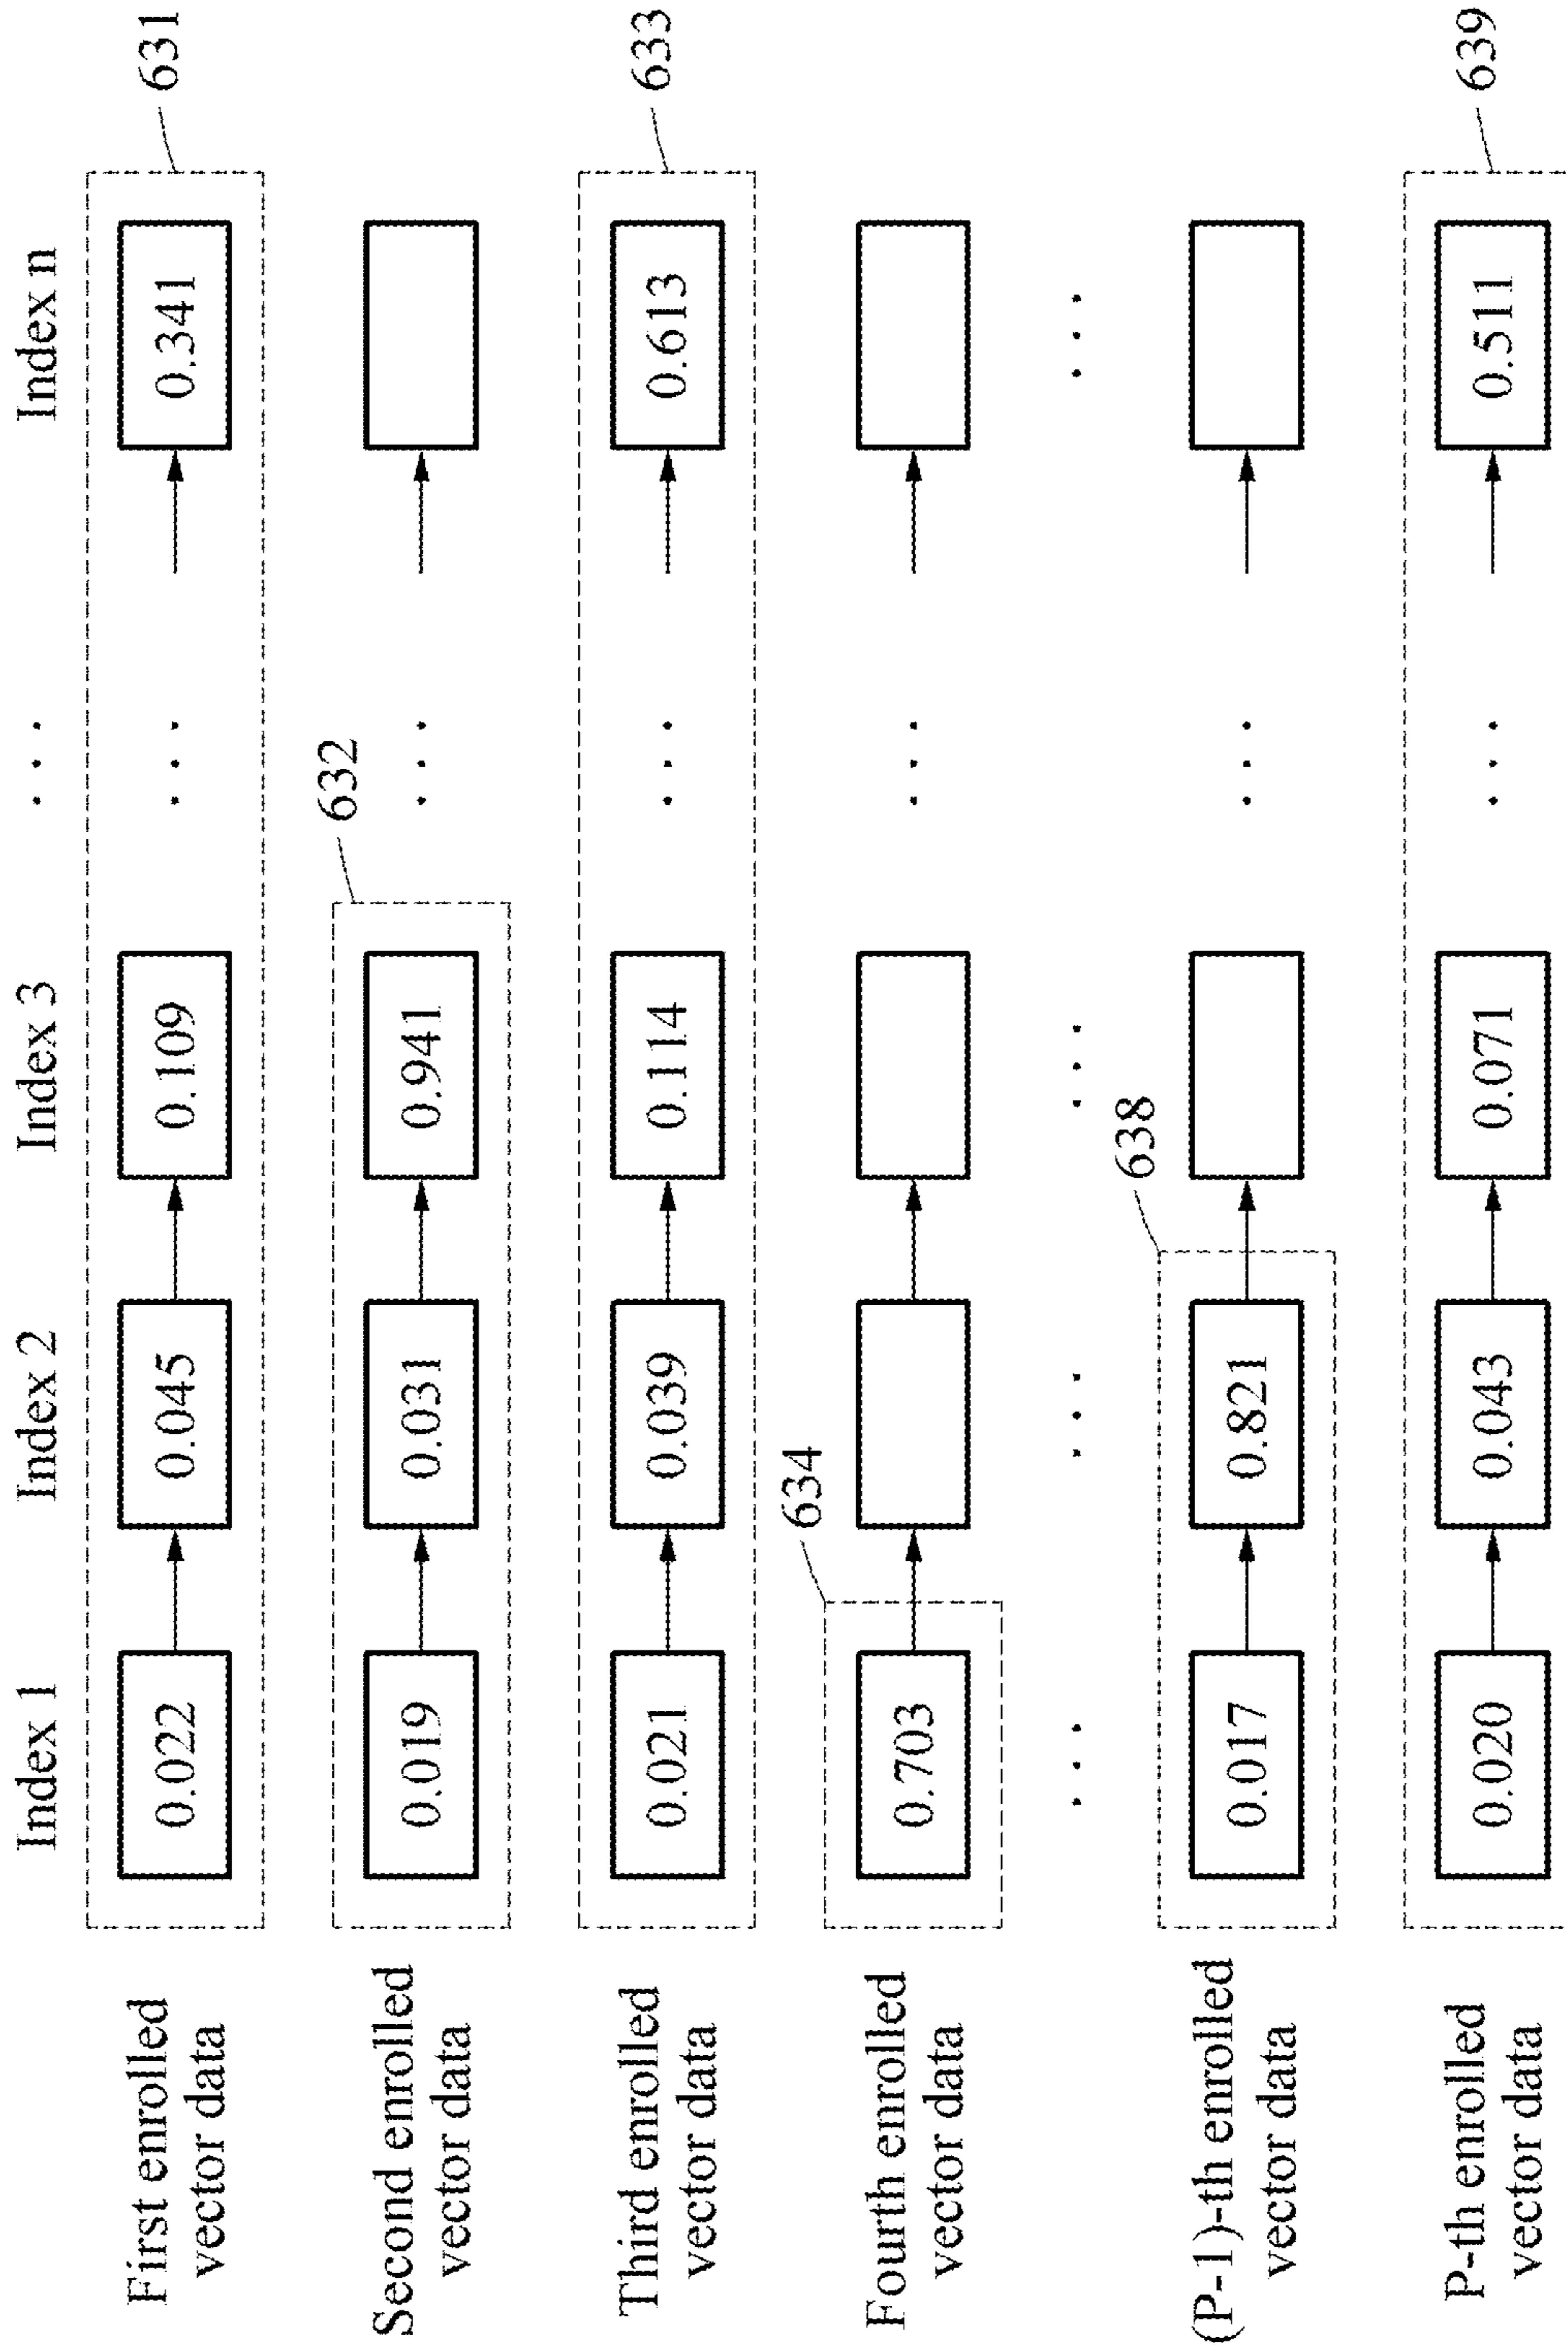 Index 1 Index 2 Index 3 . . . Index n
631
First enrolled
vector data
0.022 0.045 0.109 . . . 0.341
632
Second enrolled
vector data
0.019 0.031 0.941 . . .
633
Third enrolled
vector data
0.021 0.039 0.114 . . . 0.613
634
Fourth enrolled
vector data
0.703 . . .
. . . . . . . . . . . .
638
(P-1)-th enrolled
vector data
0.017 0.821 . . .
639
P-th enrolled
vector data
0.020 0.043 0.071 . . . 0.511